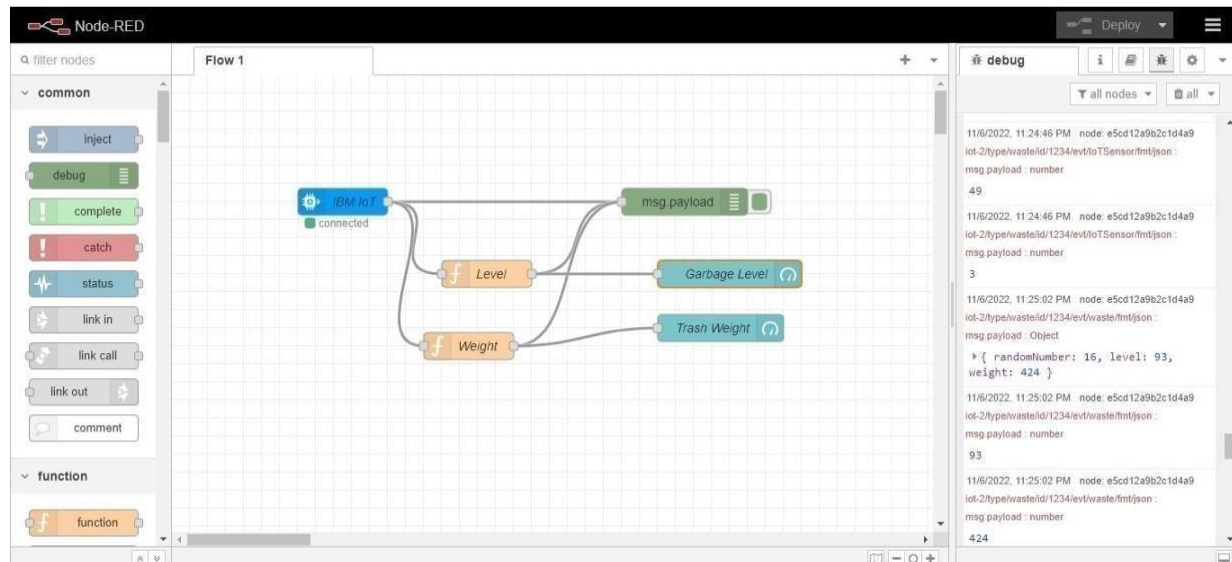 Node-RED
Deploy
filter nodes
Flow 1
debug
i
all nodes
all
common
inject
debug
complete
catch
status
link in
link call
link out
comment
function
function
IBM IoT
connected
msg.payload
Level
Garbage Level
Weight
Trash Weight
11/6/2022, 11:24:46 PM node: e5cd12a9b2c1d4a9
iot-2/type/waste/id/1234/evt/IoTSensor/fmt/json :
msg.payload : number
49
11/6/2022, 11:24:46 PM node: e5cd12a9b2c1d4a9
iot-2/type/waste/id/1234/evt/IoTSensor/fmt/json :
msg.payload : number
3
11/6/2022, 11:25:02 PM node: e5cd12a9b2c1d4a9
iot-2/type/waste/id/1234/evt/waste/fmt/json :
msg.payload : Object
{ randomNumber: 16, level: 93,
weight: 424 }
11/6/2022, 11:25:02 PM node: e5cd12a9b2c1d4a9
iot-2/type/waste/id/1234/evt/waste/fmt/json :
msg.payload : number
93
11/6/2022, 11:25:02 PM node: e5cd12a9b2c1d4a9
iot-2/type/waste/id/1234/evt/waste/fmt/json :
msg.payload : number
424